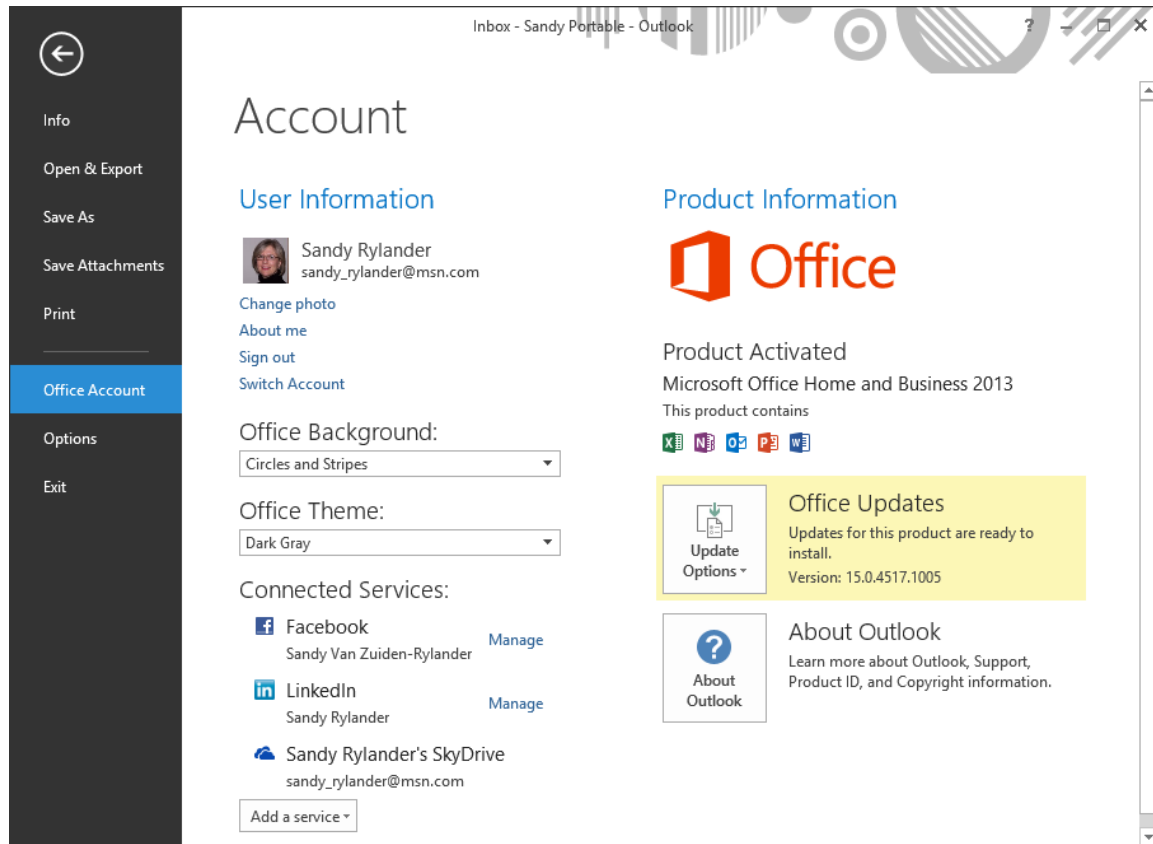 Inbox - Sandy Portable - Outlook
?
Info
Open & Export
Save As
Save Attachments
Print
Office Account
Options
Exit
Account
User Information
Sandy Rylander
sandy_rylander@msn.com
Change photo
About me
Sign out
Switch Account
Office Background:
Circles and Stripes
Office Theme:
Dark Gray
Connected Services:
Facebook
Sandy Van Zuiden-Rylander
Manage
LinkedIn
Sandy Rylander
Manage
Sandy Rylander's SkyDrive
sandy_rylander@msn.com
Add a service
Product Information
Office
Product Activated
Microsoft Office Home and Business 2013
This product contains
Update
Options
Office Updates
Updates for this product are ready to
install.
Version: 15.0.4517.1005
About
Outlook
About Outlook
Learn more about Outlook, Support,
Product ID, and Copyright information.